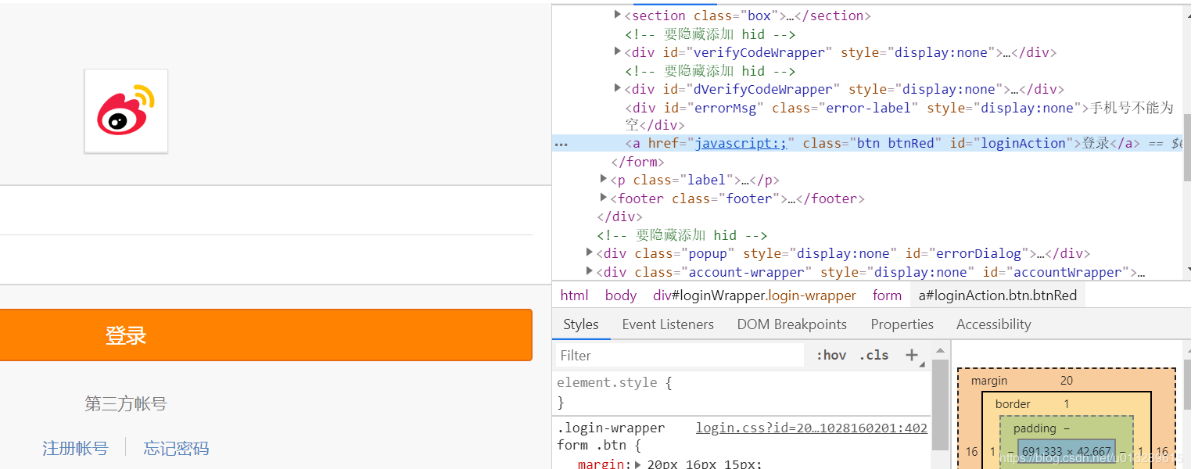 登录
第三方帐号
注册帐号 忘记密码
<section class="box">…</section>
<!-- 要隐藏添加 hid -->
<div id="verifyCodeWrapper" style="display:none">…</div>
<!-- 要隐藏添加 hid -->
<div id="dVerifyCodeWrapper" style="display:none">…</div>
<div id="errorMsg" class="error-label" style="display:none">手机号不能为
空</div>
<a href="javascript:;" class="btn btnRed" id="loginAction">登录</a> ==
</form>
<p class="label">…</p>
<footer class="footer">…</footer>
</div>
<!-- 要隐藏添加 hid -->
<div class="popup" style="display:none" id="errorDialog">…</div>
<div class="account-wrapper" style="display:none" id="accountWrapper">…
html body div#loginWrapper.login-wrapper form a#loginAction.btn.btnRed
Styles Event Listeners DOM Breakpoints Properties Accessibility
Filter :hov .cls +
element.style {
}
.login-wrapper login.css?id=20…1028160201:402
form .btn {
margin: 20px 16px 15px;
margin 20
border 1
padding –
16 1 – 691.333 × 42.667 – 1 16